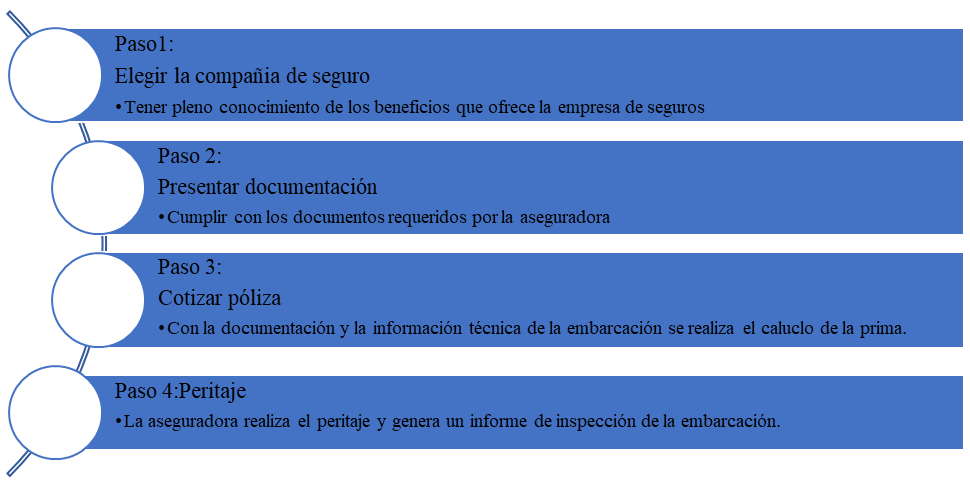 Paso1:
Elegir la compañia de seguro
•Tener pleno conocimiento de los beneficios que ofrece la empresa de seguros
Paso 2:
Presentar documentación
•Cumplir con los documentos requeridos por la aseguradora
Paso 3:
Cotizar póliza
•Con la documentación y la información técnica de la embarcación se realiza el caluclo de la prima.
Paso 4:Peritaje
•La aseguradora realiza el peritaje y genera un informe de inspección de la embarcación.